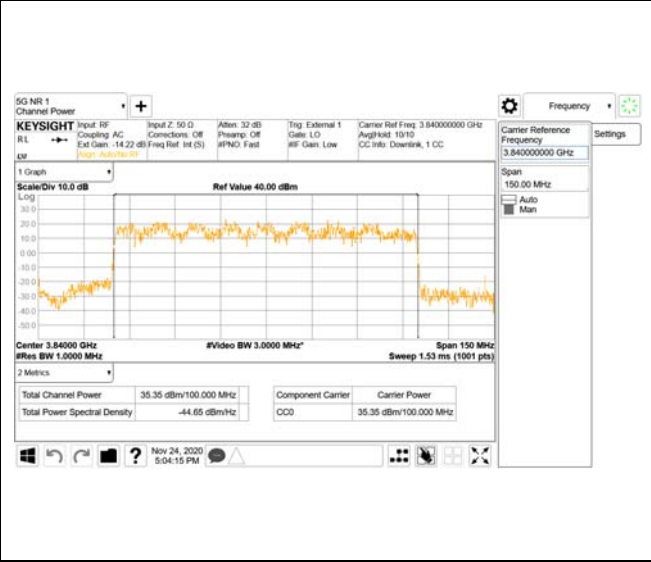 5G NR 1
Channel Power
Frequency
KEYSIGHT
Input: RF
Input Z: 50 Ω
Atten: 32 dB
Trig: External 1
Carrier Ref Freq: 3.840000000 GHz
RL
Coupling: AC
Corrections: Off
Preamp: Off
Gate: LO
Avg|Hold: 10/10
Ext Gain: -14.22 dB
Freq Ref: Int (S)
#PNO: Fast
#IF Gain: Low
CC Info: Downlink, 1 CC
Align: Auto/No RF
Carrier Reference
Frequency
3.840000000 GHz
Settings
Span
150.00 MHz
Auto
Man
1 Graph
Scale/Div 10.0 dB
Ref Value 40.00 dBm
Log
30.0
20.0
10.0
0.00
-10.0
-20.0
-30.0
-40.0
-50.0
Center 3.84000 GHz
#Video BW 3.0000 MHz*
Span 150 MHz
#Res BW 1.0000 MHz
Sweep 1.53 ms (1001 pts)
2 Metrics
Total Channel Power
35.35 dBm/100.000 MHz
Total Power Spectral Density
-44.65 dBm/Hz
Component Carrier
Carrier Power
CC0
35.35 dBm/100.000 MHz
?
Nov 24, 2020
5:04:15 PM